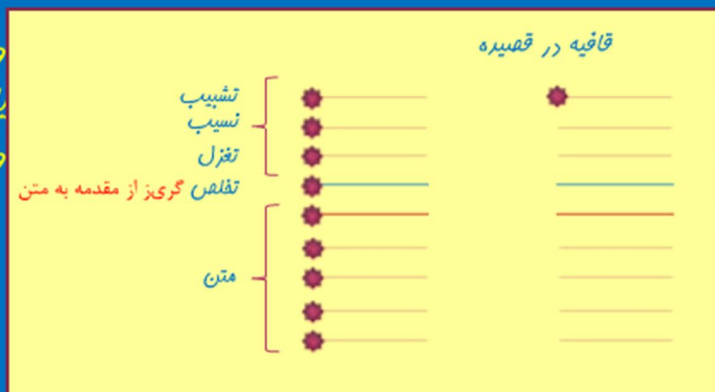 قافیه در قصیده
تشبیب
نسیب
تغزل
تخلص گریز از مقدمه به متن
متن